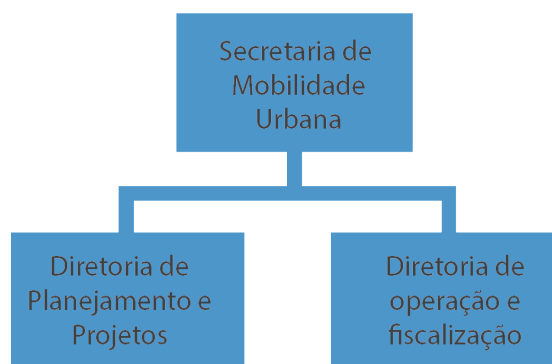 Secretaria de
Mobilidade
Urbana
Diretoria de
Planejamento e
Projetos
Diretoria de
operação e
fiscalização